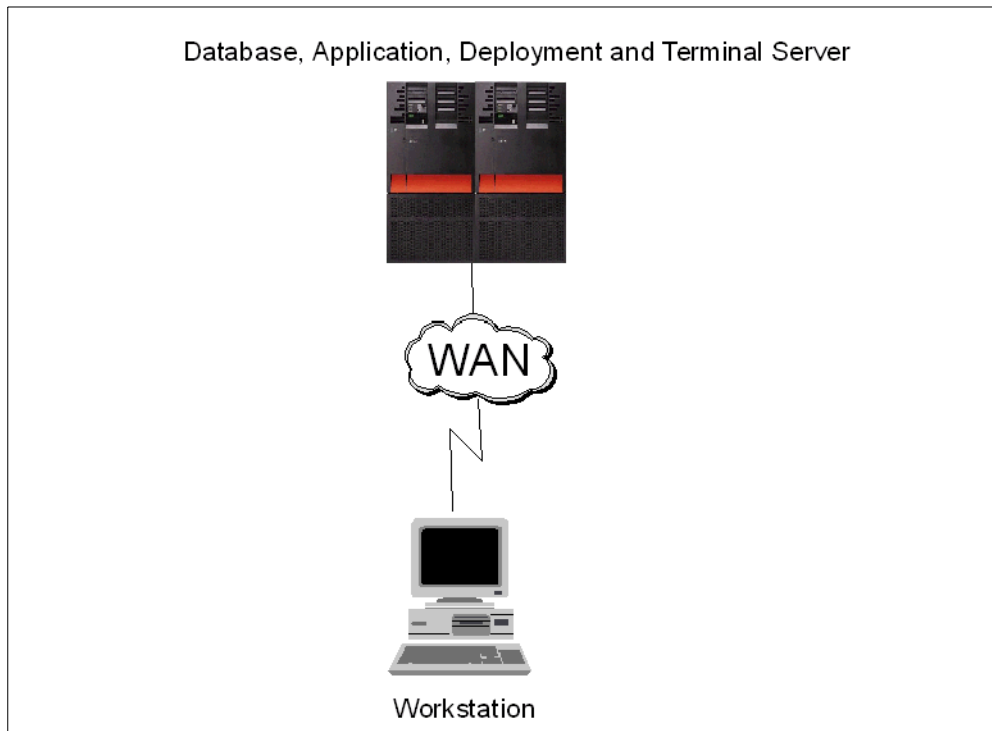 Database, Application, Deployment and Terminal Server
WAN
Workstation